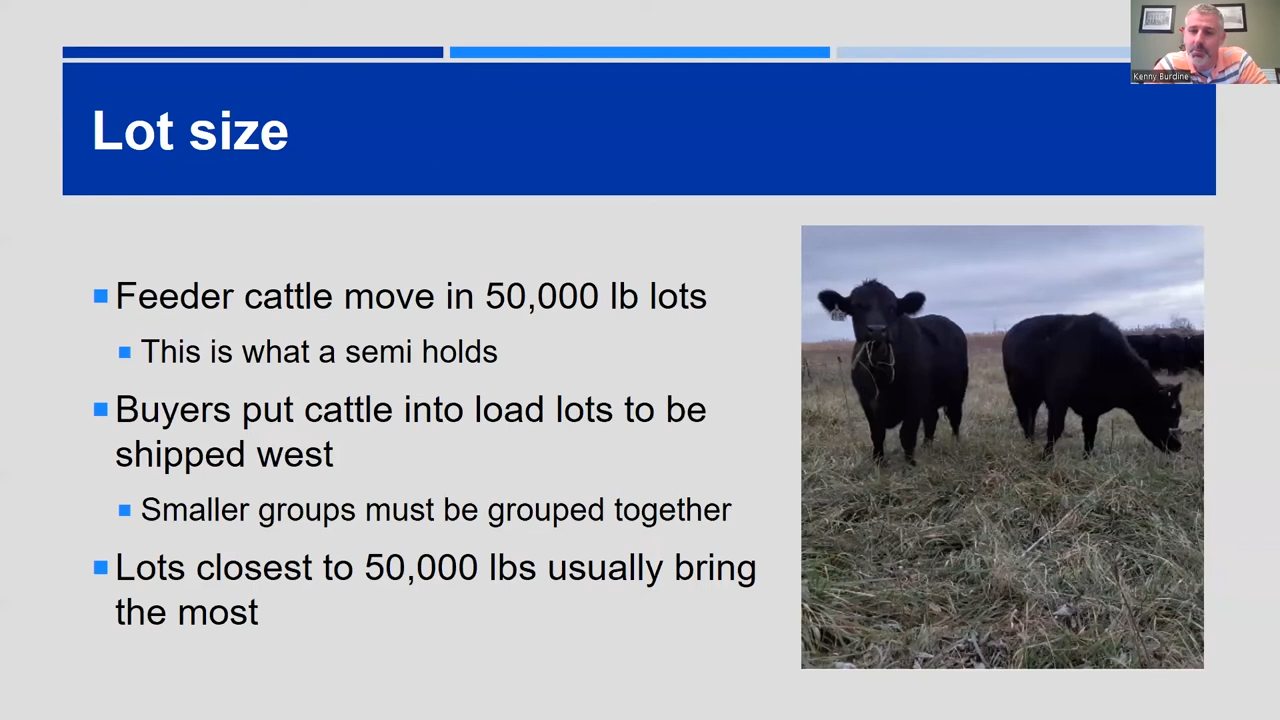 Kenny Burdine
Lot size
Feeder cattle move in 50,000 lb lots
This is what a semi holds
Buyers put cattle into load lots to be
shipped west
Smaller groups must be grouped together
Lots closest to 50,000 lbs usually bring
the most